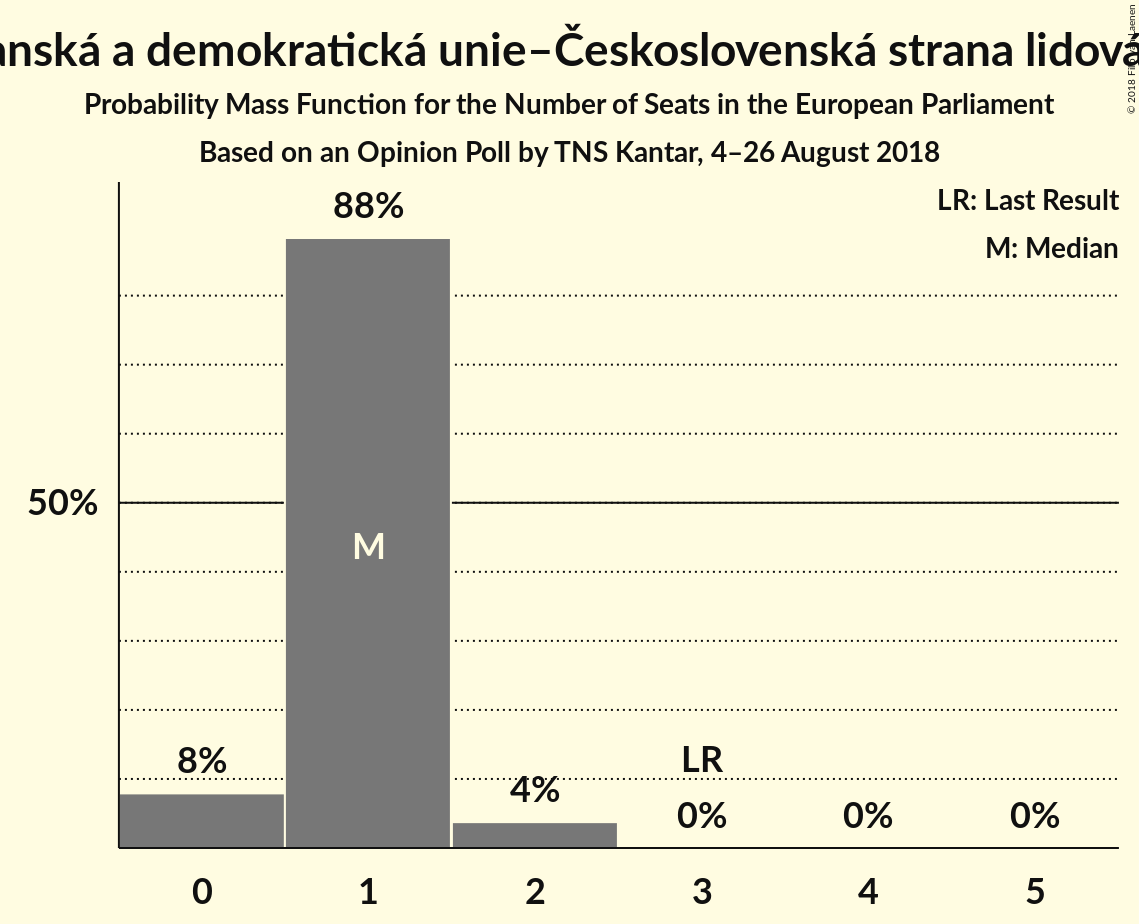 a demokratická unie–Československá strana
Probability Mass Function for the Number of Seats in the European Parliament
Based on an Opinion Poll by TNS Kantar, 4–26 August 2018
© 2018
LR: Last Result
M: Median
88%
50%
M
8%
4%
LR
0%
0%
0%
0
1
2
3
4
5